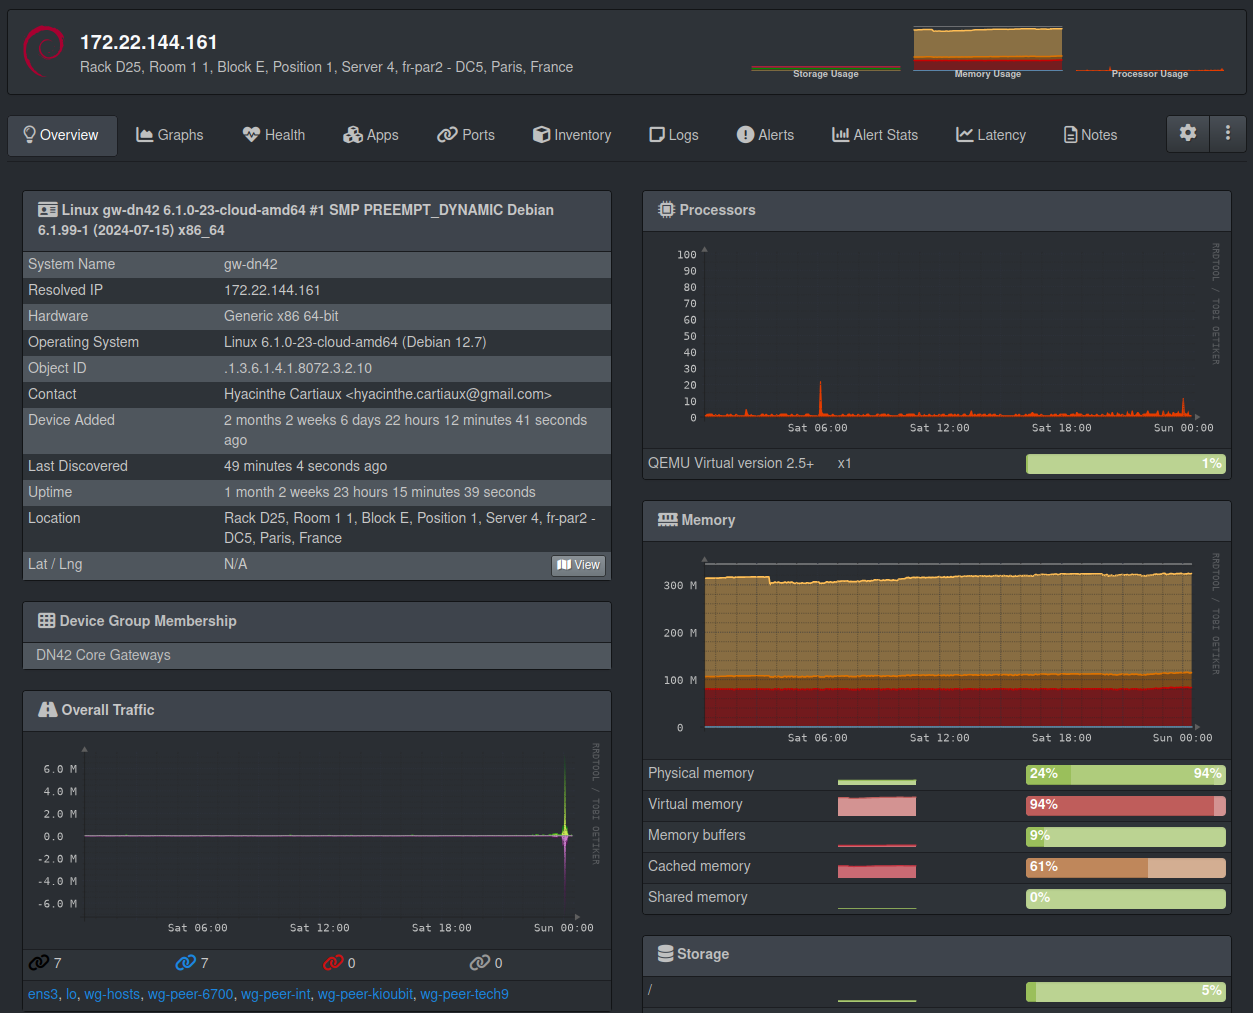 172.22.144.161
Rack D25, Room 1 1, Block E, Position 1, Server 4, fr-par2 - DC5, Paris, France
Storage Usage
Memory Usage
Processor Usage
Overview
Graphs
Health
Apps
Ports
Inventory
Logs
Alerts
Alert Stats
Latency
Notes
Linux gw-dn42 6.1.0-23-cloud-amd64 #1 SMP PREEMPT_DYNAMIC Debian
6.1.99-1 (2024-07-15) x86_64
System Name gw-dn42
Resolved IP 172.22.144.161
Hardware Generic x86 64-bit
Operating System Linux 6.1.0-23-cloud-amd64 (Debian 12.7)
Object ID .1.3.6.1.4.1.8072.3.2.10
Contact Hyacinthe Cartiaux <hyacinthe.cartiaux@gmail.com>
Device Added 2 months 2 weeks 6 days 22 hours 12 minutes 41 seconds
ago
Last Discovered 49 minutes 4 seconds ago
Uptime 1 month 2 weeks 23 hours 15 minutes 39 seconds
Location Rack D25, Room 1 1, Block E, Position 1, Server 4, fr-par2 -
DC5, Paris, France
Lat / Lng N/A View
Device Group Membership
DN42 Core Gateways
Overall Traffic
6.0 M
4.0 M
2.0 M
0.0
-2.0 M
-4.0 M
-6.0 M
Sat 06:00 Sat 12:00 Sat 18:00 Sun 00:00
RRDTOOL / TOBI OETIKER
7 7 0 0
ens3, lo, wg-hosts, wg-peer-6700, wg-peer-int, wg-peer-kioubit, wg-peer-tech9
Processors
100
90
80
70
60
50
40
30
20
10
0
Sat 06:00 Sat 12:00 Sat 18:00 Sun 00:00
RRDTOOL / TOBI OETIKER
QEMU Virtual version 2.5+ x1 1%
Memory
300 M
200 M
100 M
0
Sat 06:00 Sat 12:00 Sat 18:00 Sun 00:00
RRDTOOL / TOBI OETIKER
Physical memory 24% 94%
Virtual memory 94%
Memory buffers 9%
Cached memory 61%
Shared memory 0%
Storage
/ 5%